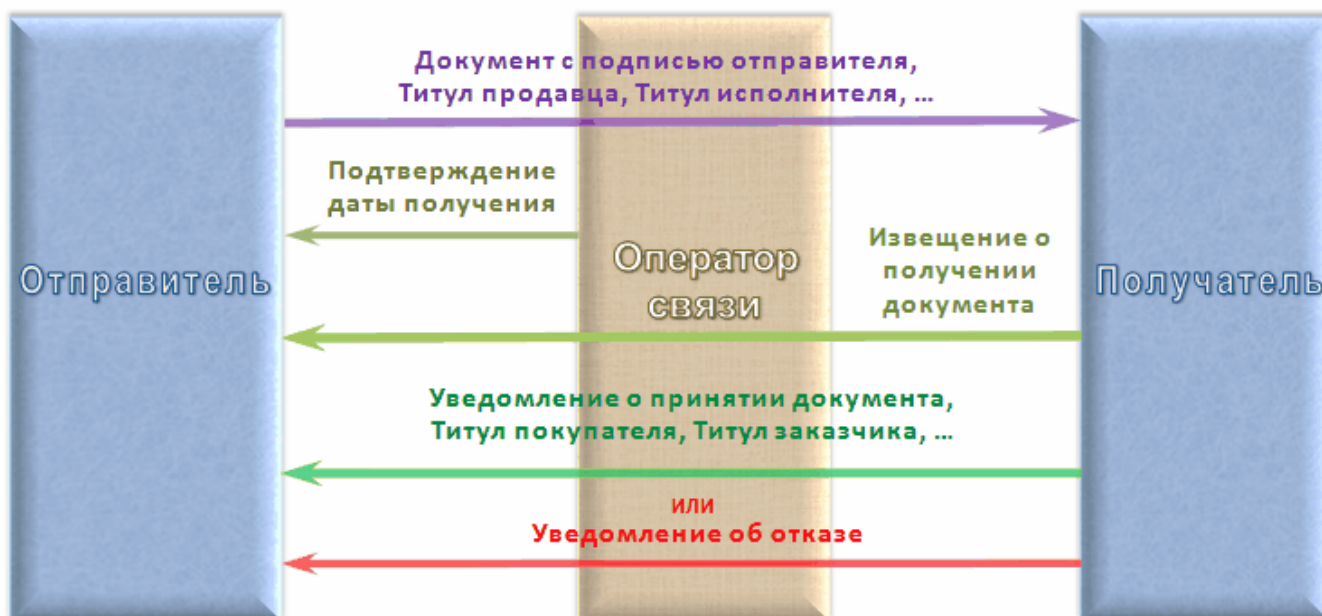 Документ с подписью отправителя,
Титул продавца, Титул исполнителя, ...
Подтверждение
даты получения
Отправитель
Оператор
связи
Извещение о
получении
документа
Получатель
Уведомление о принятии документа,
Титул покупателя, Титул заказчика, ...
или
Уведомление об отказе